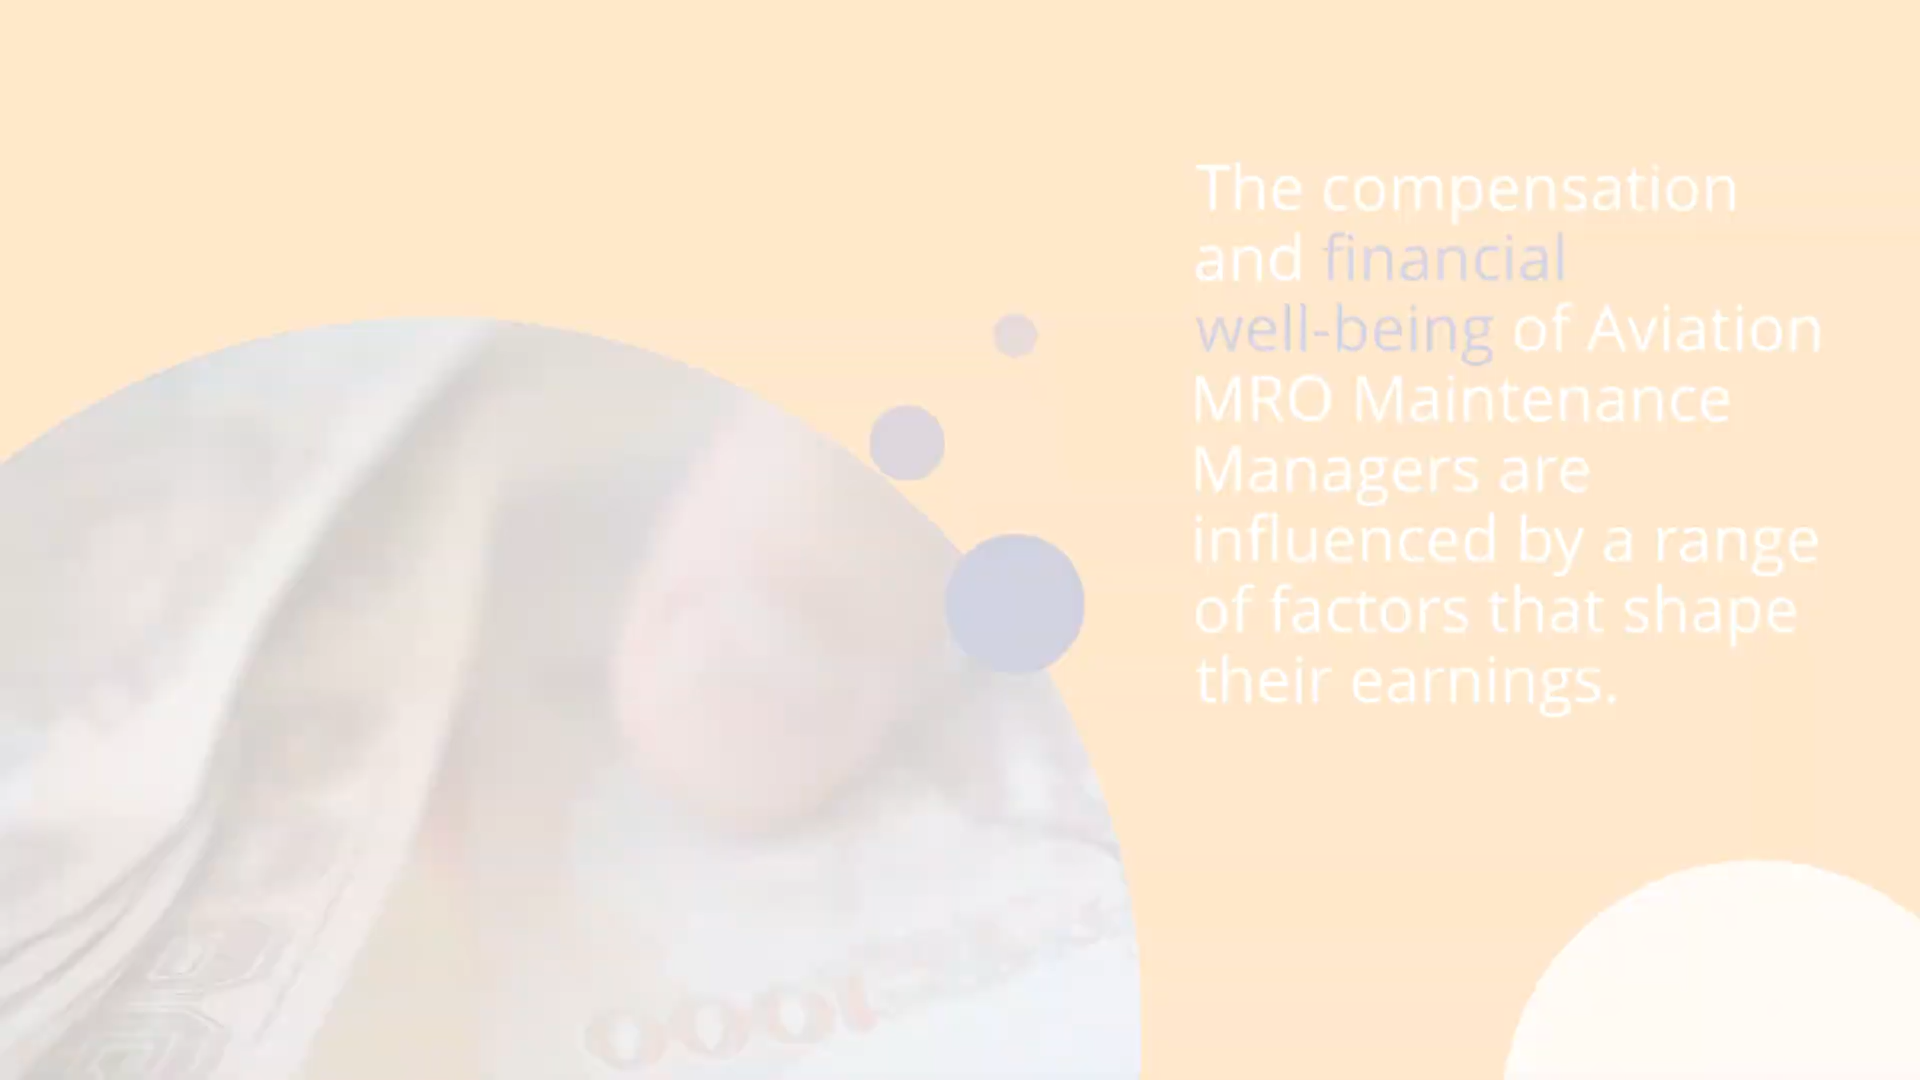 The compensation
and financial
well-being of Aviation
MRO Maintenance
Managers are
influenced by a range
of factors that shape
their earnings.